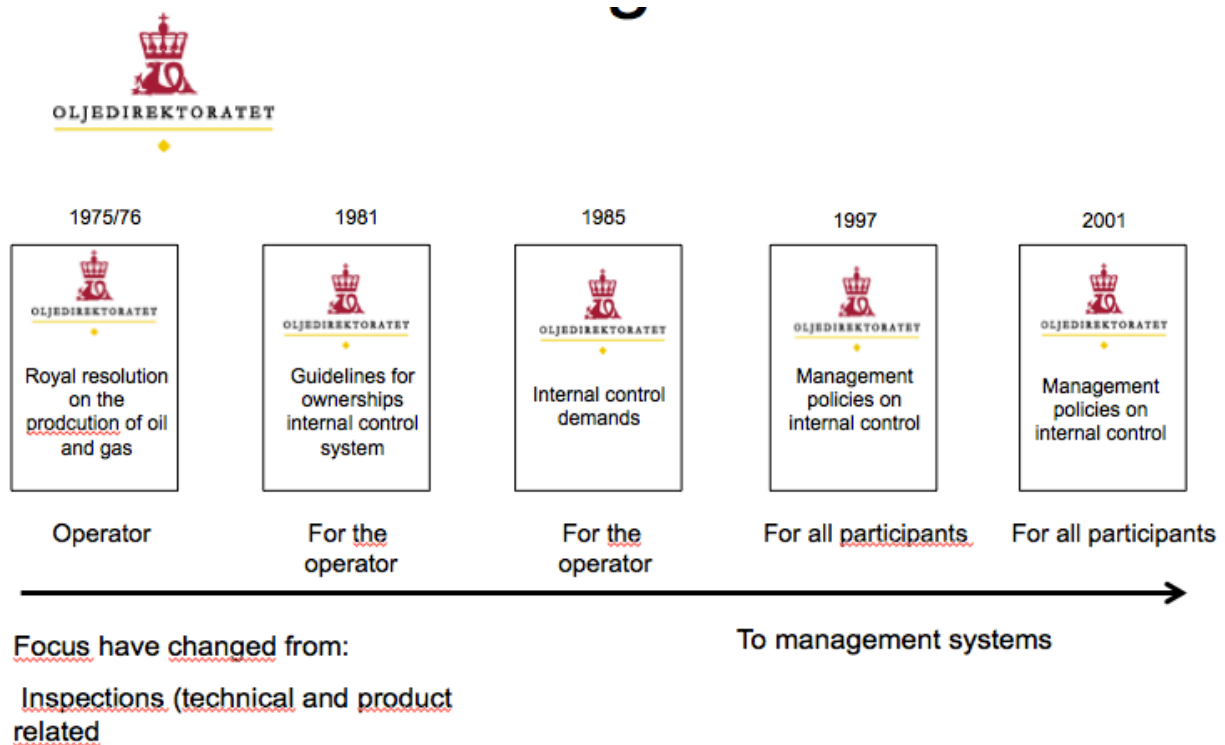 g
OLJEDIREKTORATET
1975/76
1981
1985
1997
2001
OLJEDIREKTORATET
Royal resolution
on the
prodcution of oil
and gas
OLJEDIREKTORATET
Guidelines for
ownerships
internal control
system
OLJEDIREKTORATET
Internal control
demands
OLJEDIREKTORATET
Management
policies on
internal control
OLJEDIREKTORATET
Management
policies on
internal control
Operator
For the
operator
For the
operator
For all participants
For all participants
Focus have changed from:
To management systems
Inspections (technical and product
related